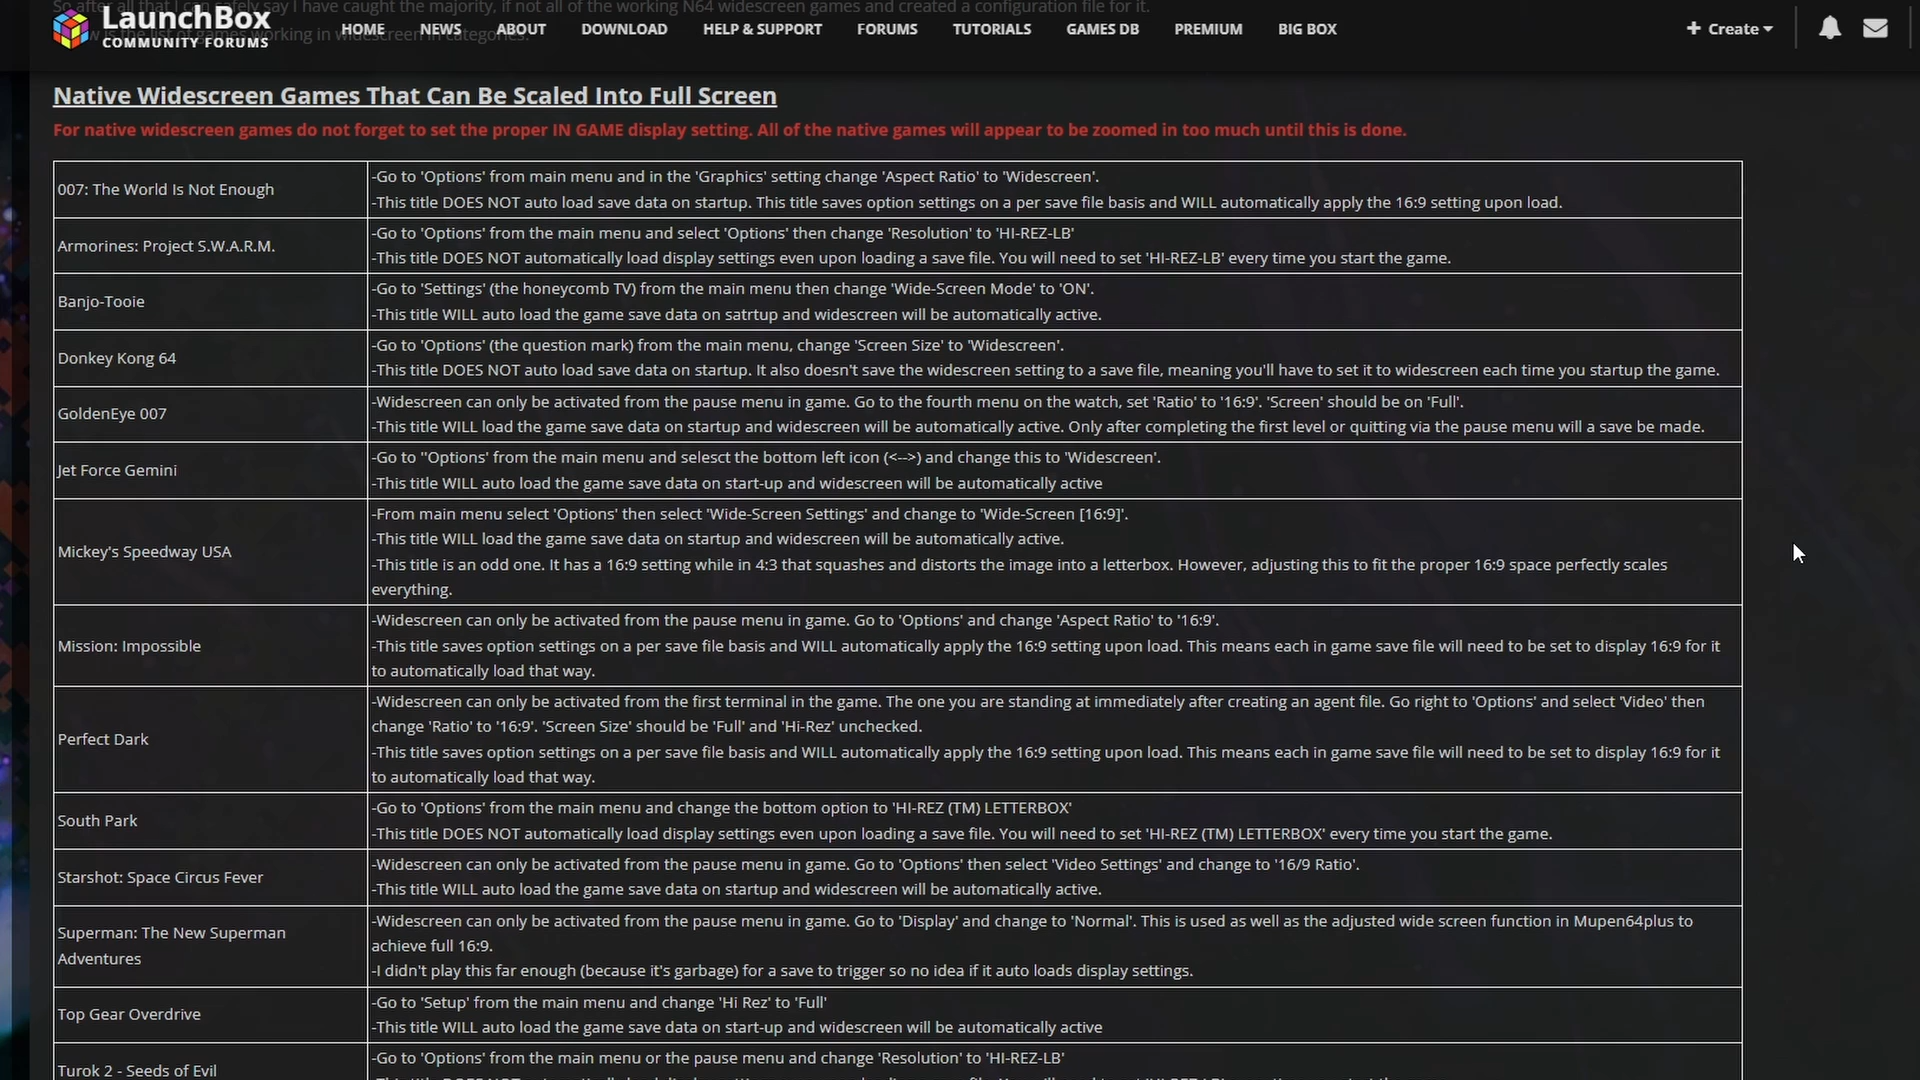 So after all that I can safely say I have caught the majority, if not all of the working N64 widescreen games and created a configuration file for it.
LaunchBox
COMMUNITY FORUMS
HOME NEWS ABOUT DOWNLOAD HELP & SUPPORT FORUMS TUTORIALS GAMES DB PREMIUM BIG BOX
+ Create
is the list of games working in widescreen in categories.
Native Widescreen Games That Can Be Scaled Into Full Screen
For native widescreen games do not forget to set the proper IN GAME display setting. All of the native games will appear to be zoomed in too much until this is done.
007: The World Is Not Enough
-Go to 'Options' from main menu and in the 'Graphics' setting change 'Aspect Ratio' to 'Widescreen'.
-This title DOES NOT auto load save data on startup. This title saves option settings on a per save file basis and WILL automatically apply the 16:9 setting upon load.
Armorines: Project S.W.A.R.M.
-Go to 'Options' from the main menu and select 'Options' then change 'Resolution' to 'HI-REZ-LB'
-This title DOES NOT automatically load display settings even upon loading a save file. You will need to set 'HI-REZ-LB' every time you start the game.
Banjo-Tooie
-Go to 'Settings' (the honeycomb TV) from the main menu then change 'Wide-Screen Mode' to 'ON'.
-This title WILL auto load the game save data on satrtup and widescreen will be automatically active.
Donkey Kong 64
-Go to 'Options' (the question mark) from the main menu, change 'Screen Size' to 'Widescreen'.
-This title DOES NOT auto load save data on startup. It also doesn't save the widescreen setting to a save file, meaning you'll have to set it to widescreen each time you startup the game.
GoldenEye 007
-Widescreen can only be activated from the pause menu in game. Go to the fourth menu on the watch, set 'Ratio' to '16:9'. 'Screen' should be on 'Full'.
-This title WILL load the game save data on startup and widescreen will be automatically active. Only after completing the first level or quitting via the pause menu will a save be made.
Jet Force Gemini
-Go to ''Options' from the main menu and selesct the bottom left icon (<-->) and change this to 'Widescreen'.
-This title WILL auto load the game save data on start-up and widescreen will be automatically active
Mickey's Speedway USA
-From main menu select 'Options' then select 'Wide-Screen Settings' and change to 'Wide-Screen [16:9]'.
-This title WILL load the game save data on startup and widescreen will be automatically active.
-This title is an odd one. It has a 16:9 setting while in 4:3 that squashes and distorts the image into a letterbox. However, adjusting this to fit the proper 16:9 space perfectly scales
everything.
Mission: Impossible
-Widescreen can only be activated from the pause menu in game. Go to 'Options' and change 'Aspect Ratio' to '16:9'.
-This title saves option settings on a per save file basis and WILL automatically apply the 16:9 setting upon load. This means each in game save file will need to be set to display 16:9 for it
to automatically load that way.
Perfect Dark
-Widescreen can only be activated from the first terminal in the game. The one you are standing at immediately after creating an agent file. Go right to 'Options' and select 'Video' then
change 'Ratio' to '16:9'. 'Screen Size' should be 'Full' and 'Hi-Rez' unchecked.
-This title saves option settings on a per save file basis and WILL automatically apply the 16:9 setting upon load. This means each in game save file will need to be set to display 16:9 for it
to automatically load that way.
South Park
-Go to 'Options' from the main menu and change the bottom option to 'HI-REZ (TM) LETTERBOX'
-This title DOES NOT automatically load display settings even upon loading a save file. You will need to set 'HI-REZ (TM) LETTERBOX' every time you start the game.
Starshot: Space Circus Fever
-Widescreen can only be activated from the pause menu in game. Go to 'Options' then select 'Video Settings' and change to '16/9 Ratio'.
-This title WILL auto load the game save data on startup and widescreen will be automatically active.
Superman: The New Superman
Adventures
-Widescreen can only be activated from the pause menu in game. Go to 'Display' and change to 'Normal'. This is used as well as the adjusted wide screen function in Mupen64plus to
achieve full 16:9.
-I didn't play this far enough (because it's garbage) for a save to trigger so no idea if it auto loads display settings.
Top Gear Overdrive
-Go to 'Setup' from the main menu and change 'Hi Rez' to 'Full'
-This title WILL auto load the game save data on start-up and widescreen will be automatically active
Turok 2 - Seeds of Evil
-Go to 'Options' from the main menu or the pause menu and change 'Resolution' to 'HI-REZ-LB'